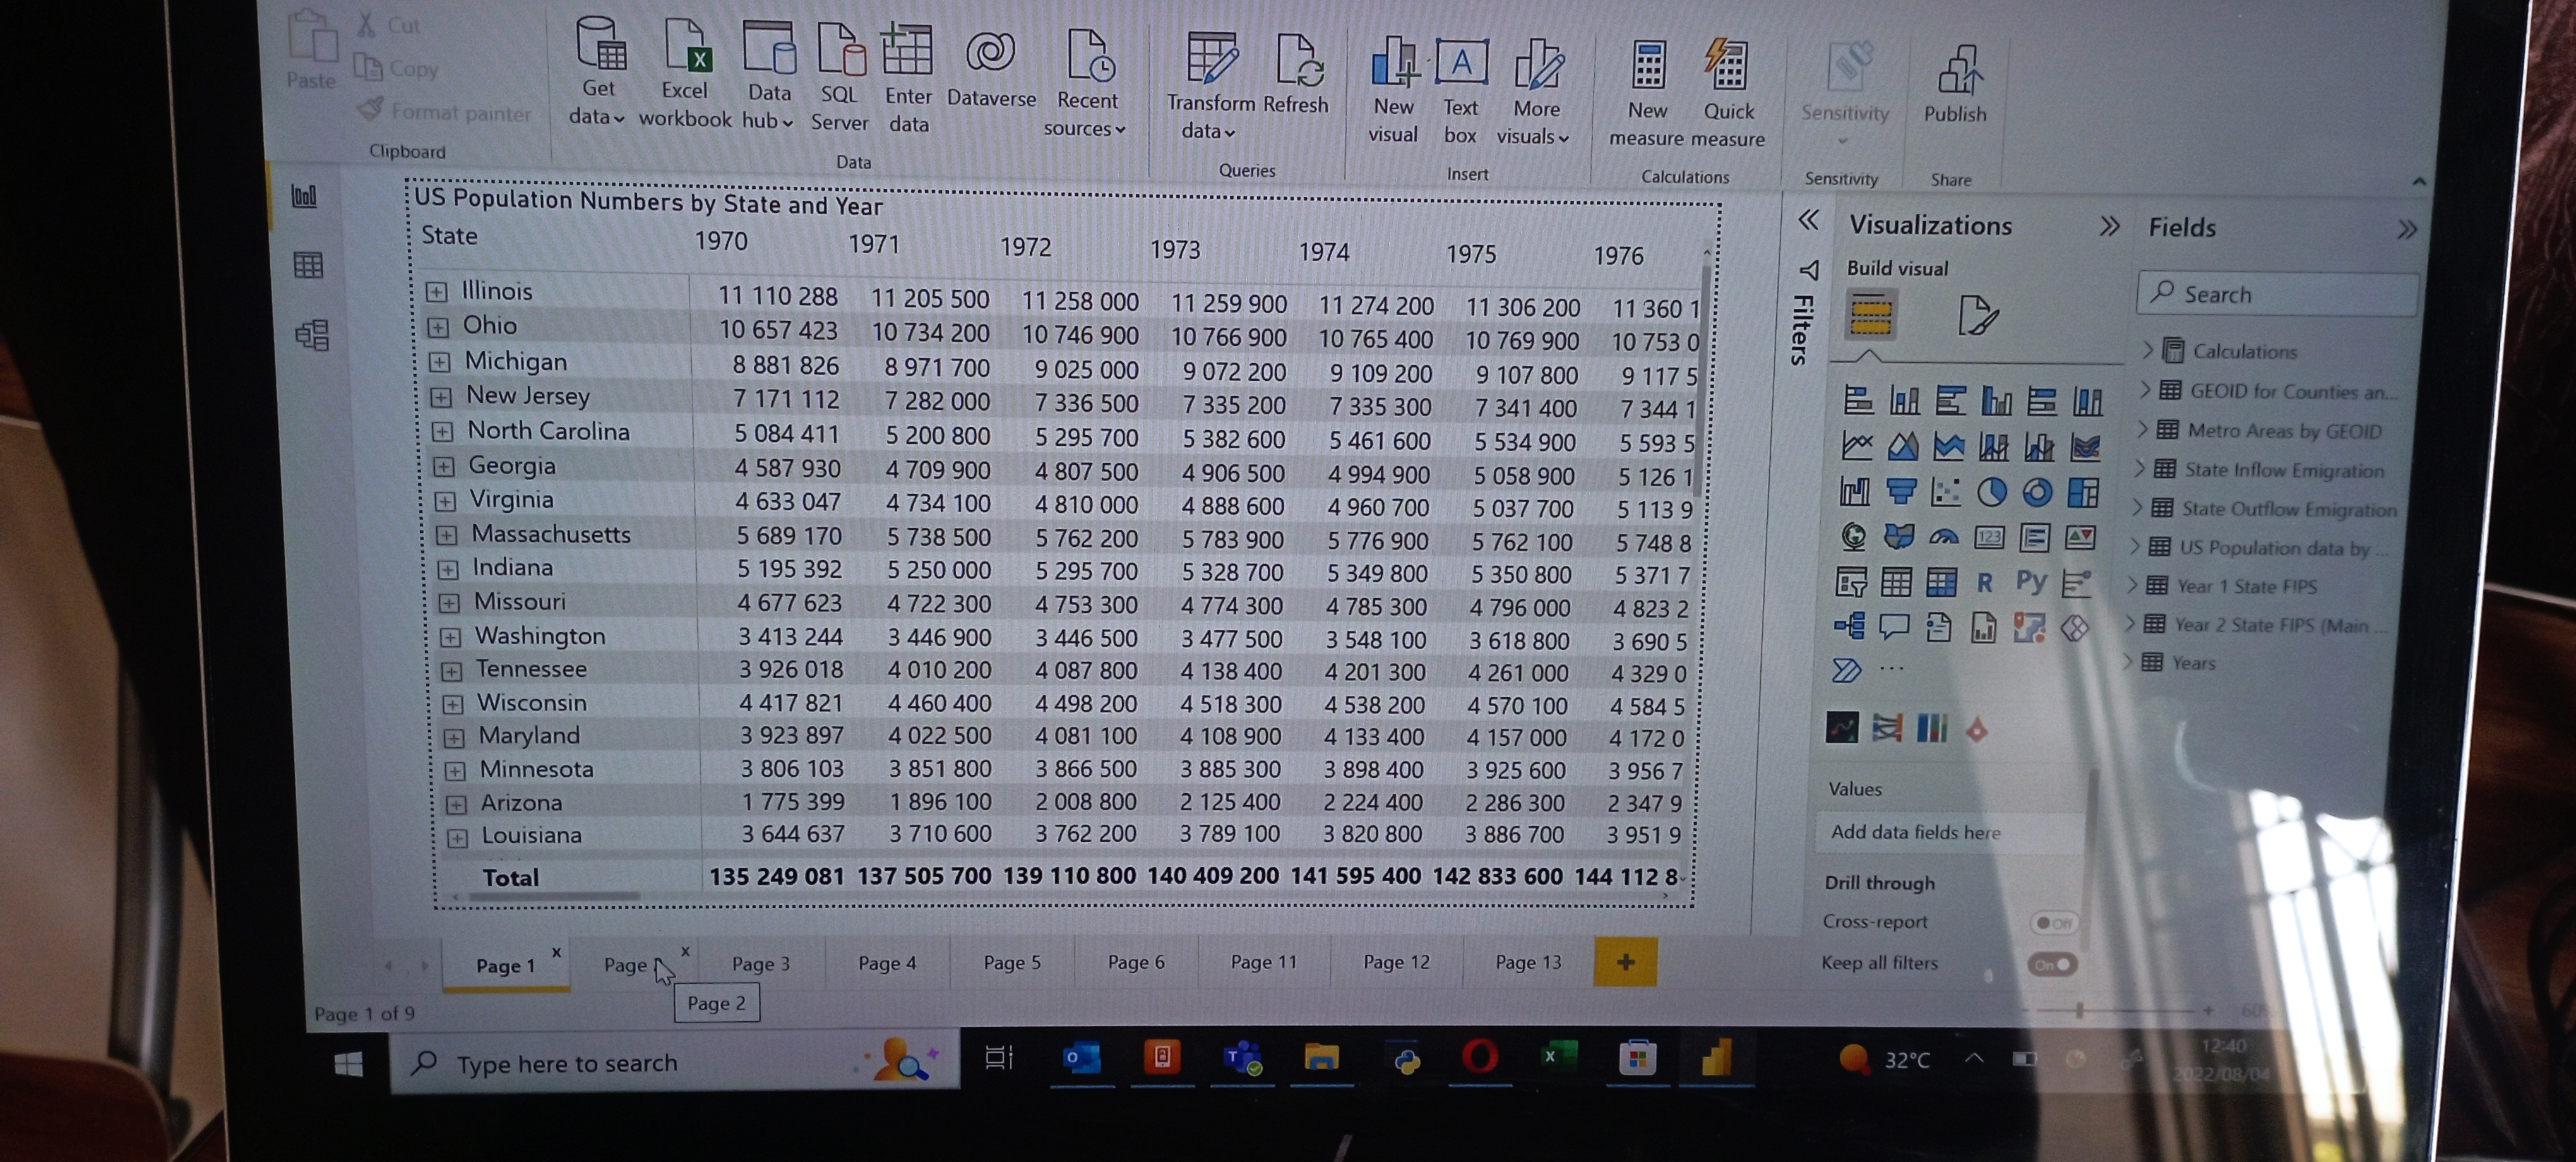 Paste
Cut
Copy
Format painter
Clipboard
Get data
Excel workbook
Data hub
SQL Server
Enter data
Dataverse
Recent sources
Data
Transform data
Refresh
Queries
New visual
A
Text box
More visuals
Insert
New measure
Quick measure
Calculations
Sensitivity
Sensitivity
Publish
Share
US Population Numbers by State and Year
State 1970 1971 1972 1973 1974 1975 1976
Illinois 11 110 288 11 205 500 11 258 000 11 259 900 11 274 200 11 306 200 11 360 1
Ohio 10 657 423 10 734 200 10 746 900 10 766 900 10 765 400 10 769 900 10 753 0
Michigan 8 881 826 8 971 700 9 025 000 9 072 200 9 109 200 9 107 800 9 117 5
New Jersey 7 171 112 7 282 000 7 336 500 7 335 200 7 335 300 7 341 400 7 344 1
North Carolina 5 084 411 5 200 800 5 295 700 5 382 600 5 461 600 5 534 900 5 593 5
Georgia 4 587 930 4 709 900 4 807 500 4 906 500 4 994 900 5 058 900 5 126 1
Virginia 4 633 047 4 734 100 4 810 000 4 888 600 4 960 700 5 037 700 5 113 9
Massachusetts 5 689 170 5 738 500 5 762 200 5 783 900 5 776 900 5 762 100 5 748 8
Indiana 5 195 392 5 250 000 5 295 700 5 328 700 5 349 800 5 350 800 5 371 7
Missouri 4 677 623 4 722 300 4 753 300 4 774 300 4 785 300 4 796 000 4 823 2
Washington 3 413 244 3 446 900 3 446 500 3 477 500 3 548 100 3 618 800 3 690 5
Tennessee 3 926 018 4 010 200 4 087 800 4 138 400 4 201 300 4 261 000 4 329 0
Wisconsin 4 417 821 4 460 400 4 498 200 4 518 300 4 538 200 4 570 100 4 584 5
Maryland 3 923 897 4 022 500 4 081 100 4 108 900 4 133 400 4 157 000 4 172 0
Minnesota 3 806 103 3 851 800 3 866 500 3 885 300 3 898 400 3 925 600 3 956 7
Arizona 1 775 399 1 896 100 2 008 800 2 125 400 2 224 400 2 286 300 2 347 9
Louisiana 3 644 637 3 710 600 3 762 200 3 789 100 3 820 800 3 886 700 3 951 9
Total 135 249 081 137 505 700 139 110 800 140 409 200 141 595 400 142 833 600 144 112 8
Filters
Visualizations
Build visual
123
R Py
Values
Add data fields here
Drill through
Cross-report Off
Keep all filters On
Fields
Search
Calculations
GEOID for Counties an...
Metro Areas by GEOID
State Inflow Emigration
State Outflow Emigration
US Population data by ...
Year 1 State FIPS
Year 2 State FIPS (Main ...
Years
Page 1 x Page x Page 3 Page 4 Page 5 Page 6 Page 11 Page 12 Page 13 +
Page 2
Page 1 of 9
Type here to search
32°C
12:40
2022/08/04